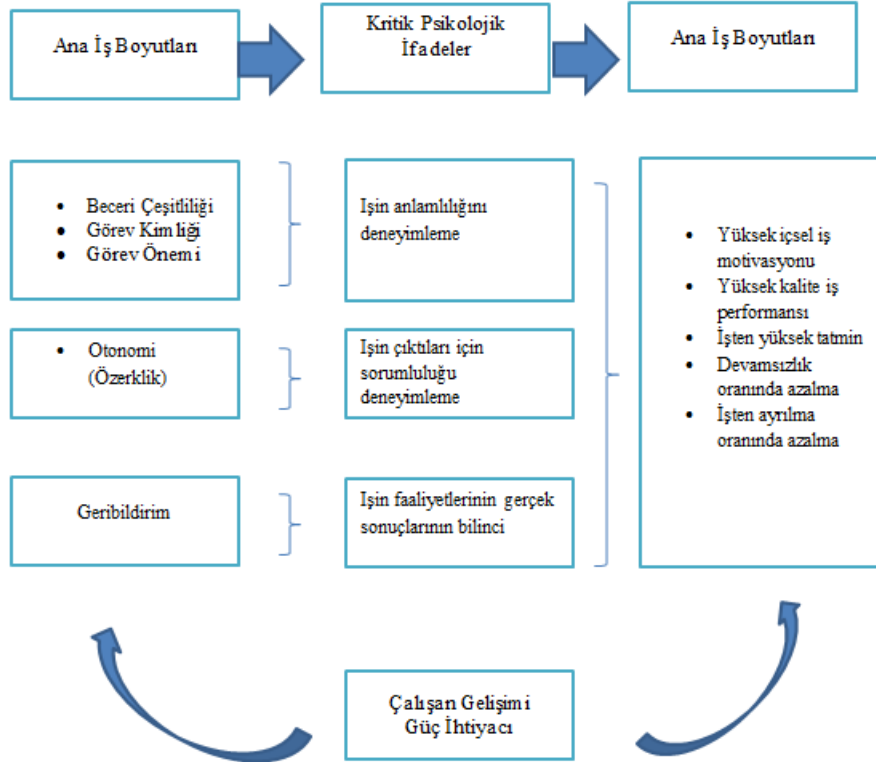 Ana İş Boyutları
Kritik Psikolojik
İfadeler
Ana İş Boyutları
• Beceri Çeşitliliği
• Görev Kimliği
• Görev Önemi
Işin anlamlılığını
deneyimleme
• Otonomi
(Özerklik)
Işin çıktıları için
sorumluluğu
deneyimleme
Geribildirim
Işin faaliyetlerinin gerçek
sonuçlarının bilinci
• Yüksek içsel iş
motivasyonu
• Yüksek kalite iş
performansı
• İşten yüksek tatmin
• Devamsızlık
oranında azalma
• İşten ayrılma
oranında azalma
Çalışan Gelişimi
Güç İhtiyacı